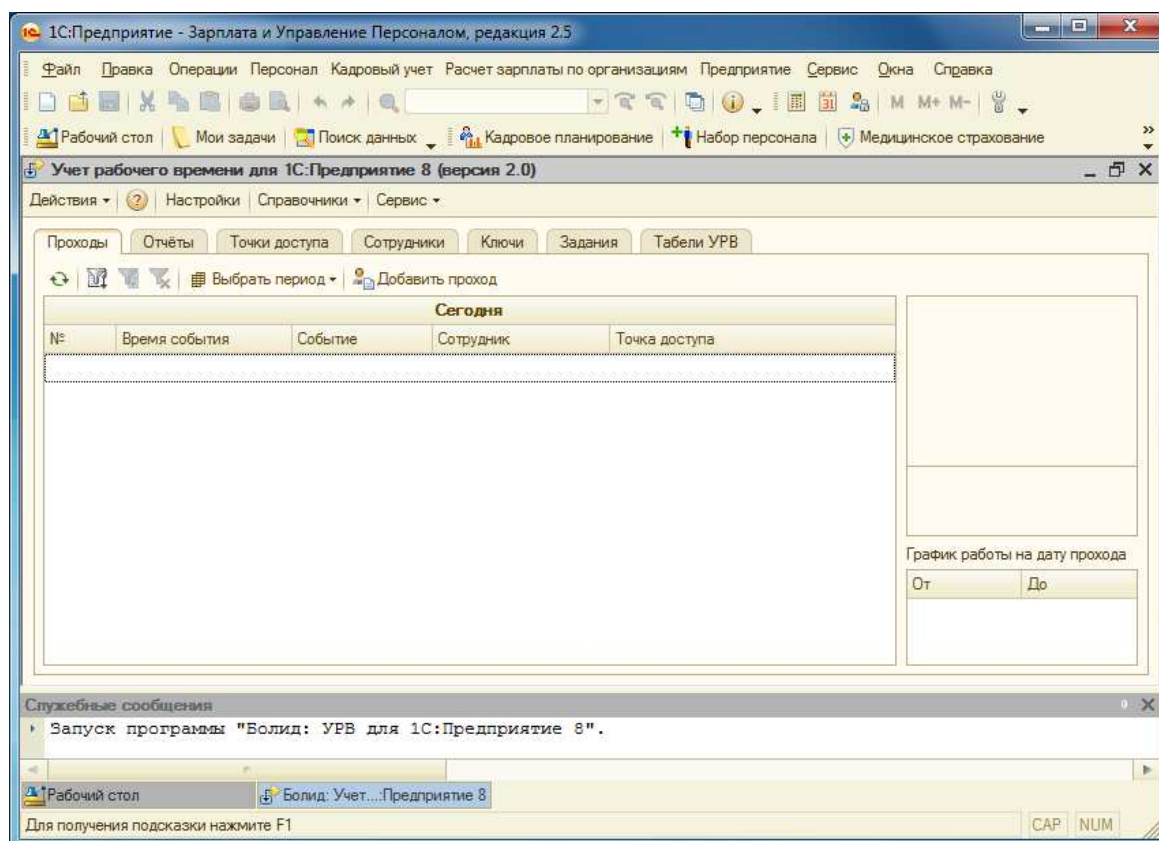 1С:Предприятие - Зарплата и Управление Персоналом, редакция 2.5
Файл Правка Операции Персонал Кадровый учет Расчет зарплаты по организациям Предприятие Сервис Окна Справка
M M+ M-
Рабочий стол Мои задачи Поиск данных Кадровое планирование Набор персонала Медицинское страхование
Учет рабочего времени для 1С:Предприятие 8 (версия 2.0)
Действия Настройки Справочники Сервис
Проходы Отчёты Точки доступа Сотрудники Ключи Задания Табели УРВ
Выбрать период Добавить проход
Сегодня
№ Время события Событие Сотрудник Точка доступа
График работы на дату прохода
От До
Служебные сообщения
Запуск программы "Болид: УРВ для 1С:Предприятие 8".
Рабочий стол Болид: Учет...:Предприятие 8
Для получения подсказки нажмите F1 CAP NUM